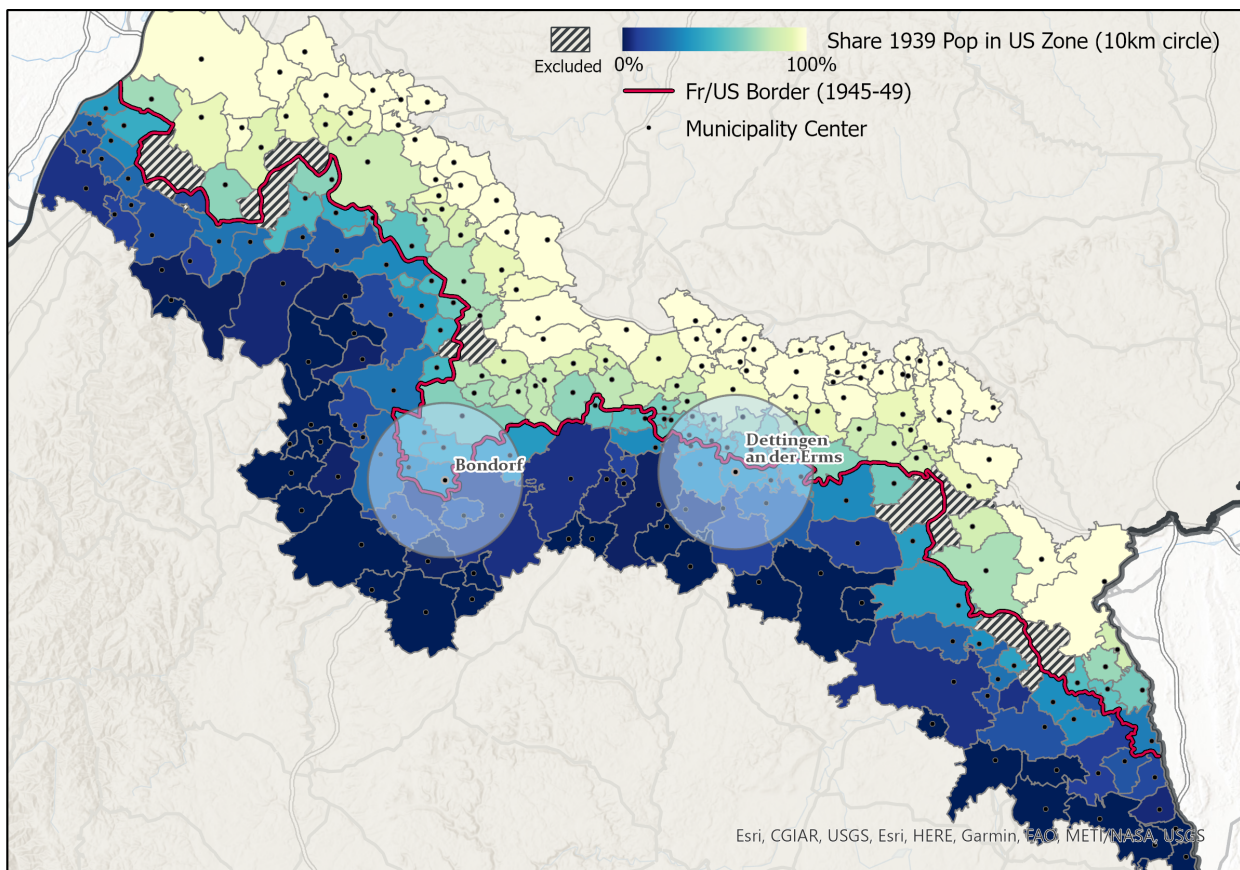 Excluded
0%
100%
Share 1939 Pop in US Zone (10km circle)
Fr/US Border (1945-49)
Municipality Center
Bondorf
Dettingen
an der Erms
Esri, CGIAR, USGS, Esri, HERE, Garmin, FAO, METI/NASA, USGS